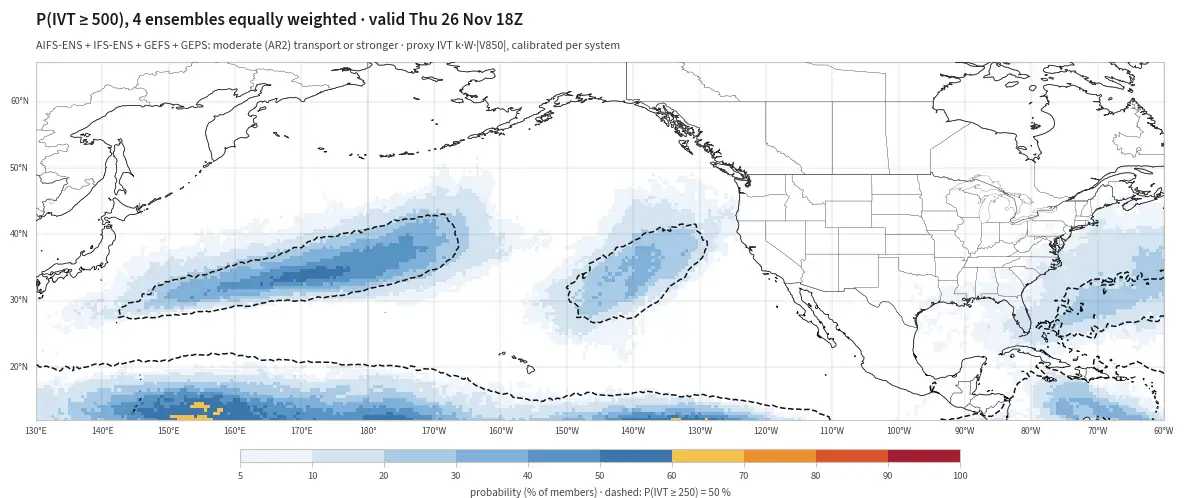 P(IVT ≥ 500), 4 ensembles equally weighted · valid Thu 26 Nov 18Z
AIFS-ENS + IFS-ENS + GEFS + GEPS: moderate (AR2) transport or stronger · proxy IVT k·W·|V850|, calibrated per system
60°N
50°N
40°N
30°N
20°N
130°E 140°E 150°E 160°E 170°E 180° 170°W 160°W 150°W 140°W 130°W 120°W 110°W 100°W 90°W 80°W 70°W 60°W
5 10 20 30 40 50 60 70 80 90 100
probability (% of members) · dashed: P(IVT ≥ 250) = 50 %